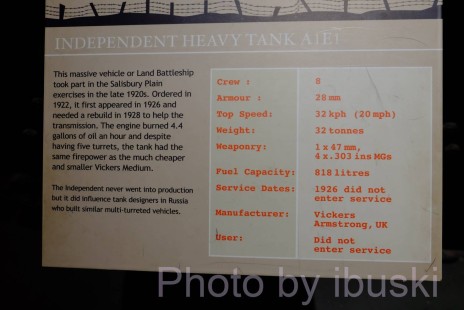 INDEPENDENT HEAVY TANK A1E1
This massive vehicle or Land Battleship
took part in the Salisbury Plain
exercises in the late 1920s. Ordered in
1922, it first appeared in 1926 and
needed a rebuild in 1928 to help the
transmission. The engine burned 4.4
gallons of oil an hour and despite
having five turrets, the tank had the
same firepower as the much cheaper
and smaller Vickers Medium.
The Independent never went into production
but it did influence tank designers in Russia
who built similar multi-turreted vehicles.
Crew : 8
Armour : 28 mm
Top Speed: 32 kph (20 mph)
Weight: 32 tonnes
Weaponry: 1 x 47 mm,
4 x .303 ins MGs
Fuel Capacity: 818 litres
Service Dates: 1926 did not
enter service
Manufacturer: Vickers
Armstrong, UK
User: Did not
enter service
Photo by ibuski